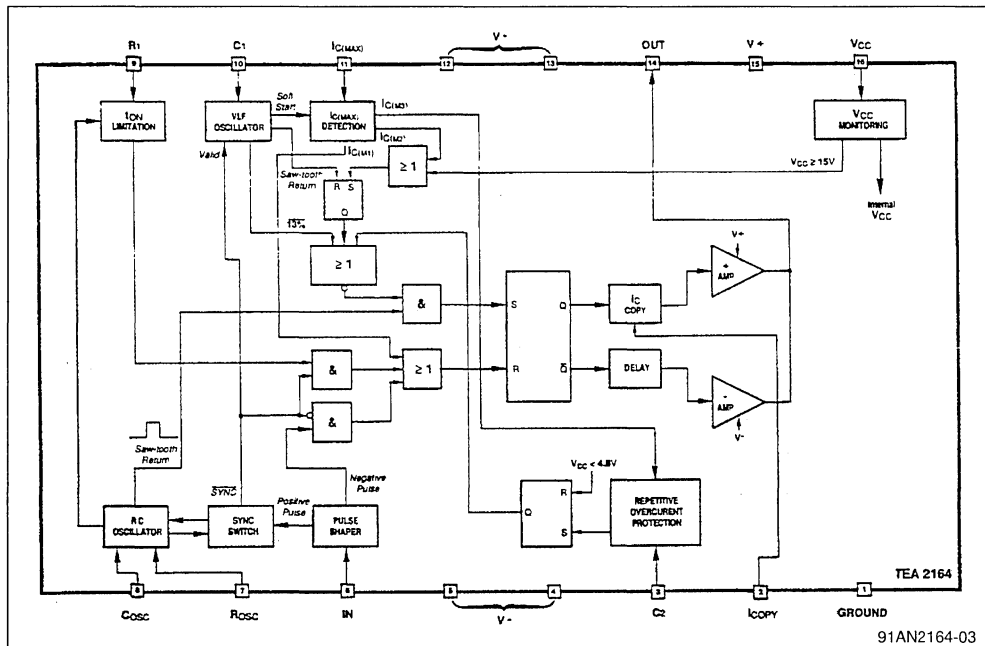 R1
C1
IC(MAX)
V -
OUT
V +
VCC
9
10
11
12
13
14
15
16
tON
LIMITATION
VLF
OSCILLATOR
Soft
Start
IC(MAX)
DETECTION
IC(M3)
IC(M2)
IC(M1)
VCC
MONITORING
Valid
Saw-tooth
Return
≥ 1
VCC ≥ 15V
Internal
VCC
R S
Q
13%
≥ 1
&
S
Q
IC
COPY
V+
+
AMP
&
≥ 1
R
Q
DELAY
-
AMP
V-
&
Saw-tooth
Return
SYNC
Positive
Pulse
Negative
Pulse
VCC < 4.8V
R
Q
S
REPETITIVE
OVERCURENT
PROTECTION
RC
OSCILLATOR
SYNC
SWITCH
PULSE
SHAPER
TEA 2164
7
6
5
4
3
2
1
COSC
ROSC
IN
V -
C2
ICOPY
GROUND
91AN2164-03